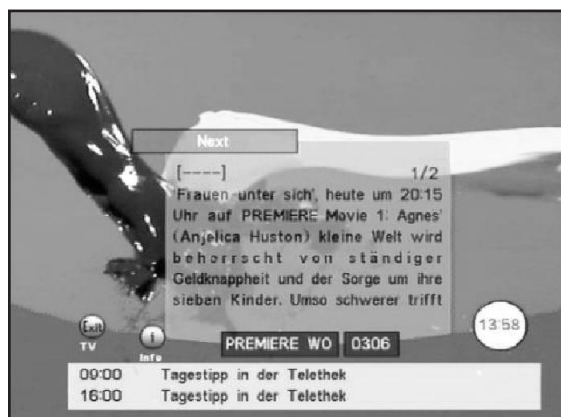 Next
[----] 1/2
'Frauen unter sich', heute um 20:15
Uhr auf PREMIERE Movie 1: Agnes'
(Anjelica Huston) kleine Welt wird
beherrscht von ständiger
Geldknappheit und der Sorge um ihre
sieben Kinder. Umso schwerer trifft
Exit
TV
i
Info
PREMIERE WO 0306
13:58
09:00 Tagestipp in der Telethek
16:00 Tagestipp in der Telethek